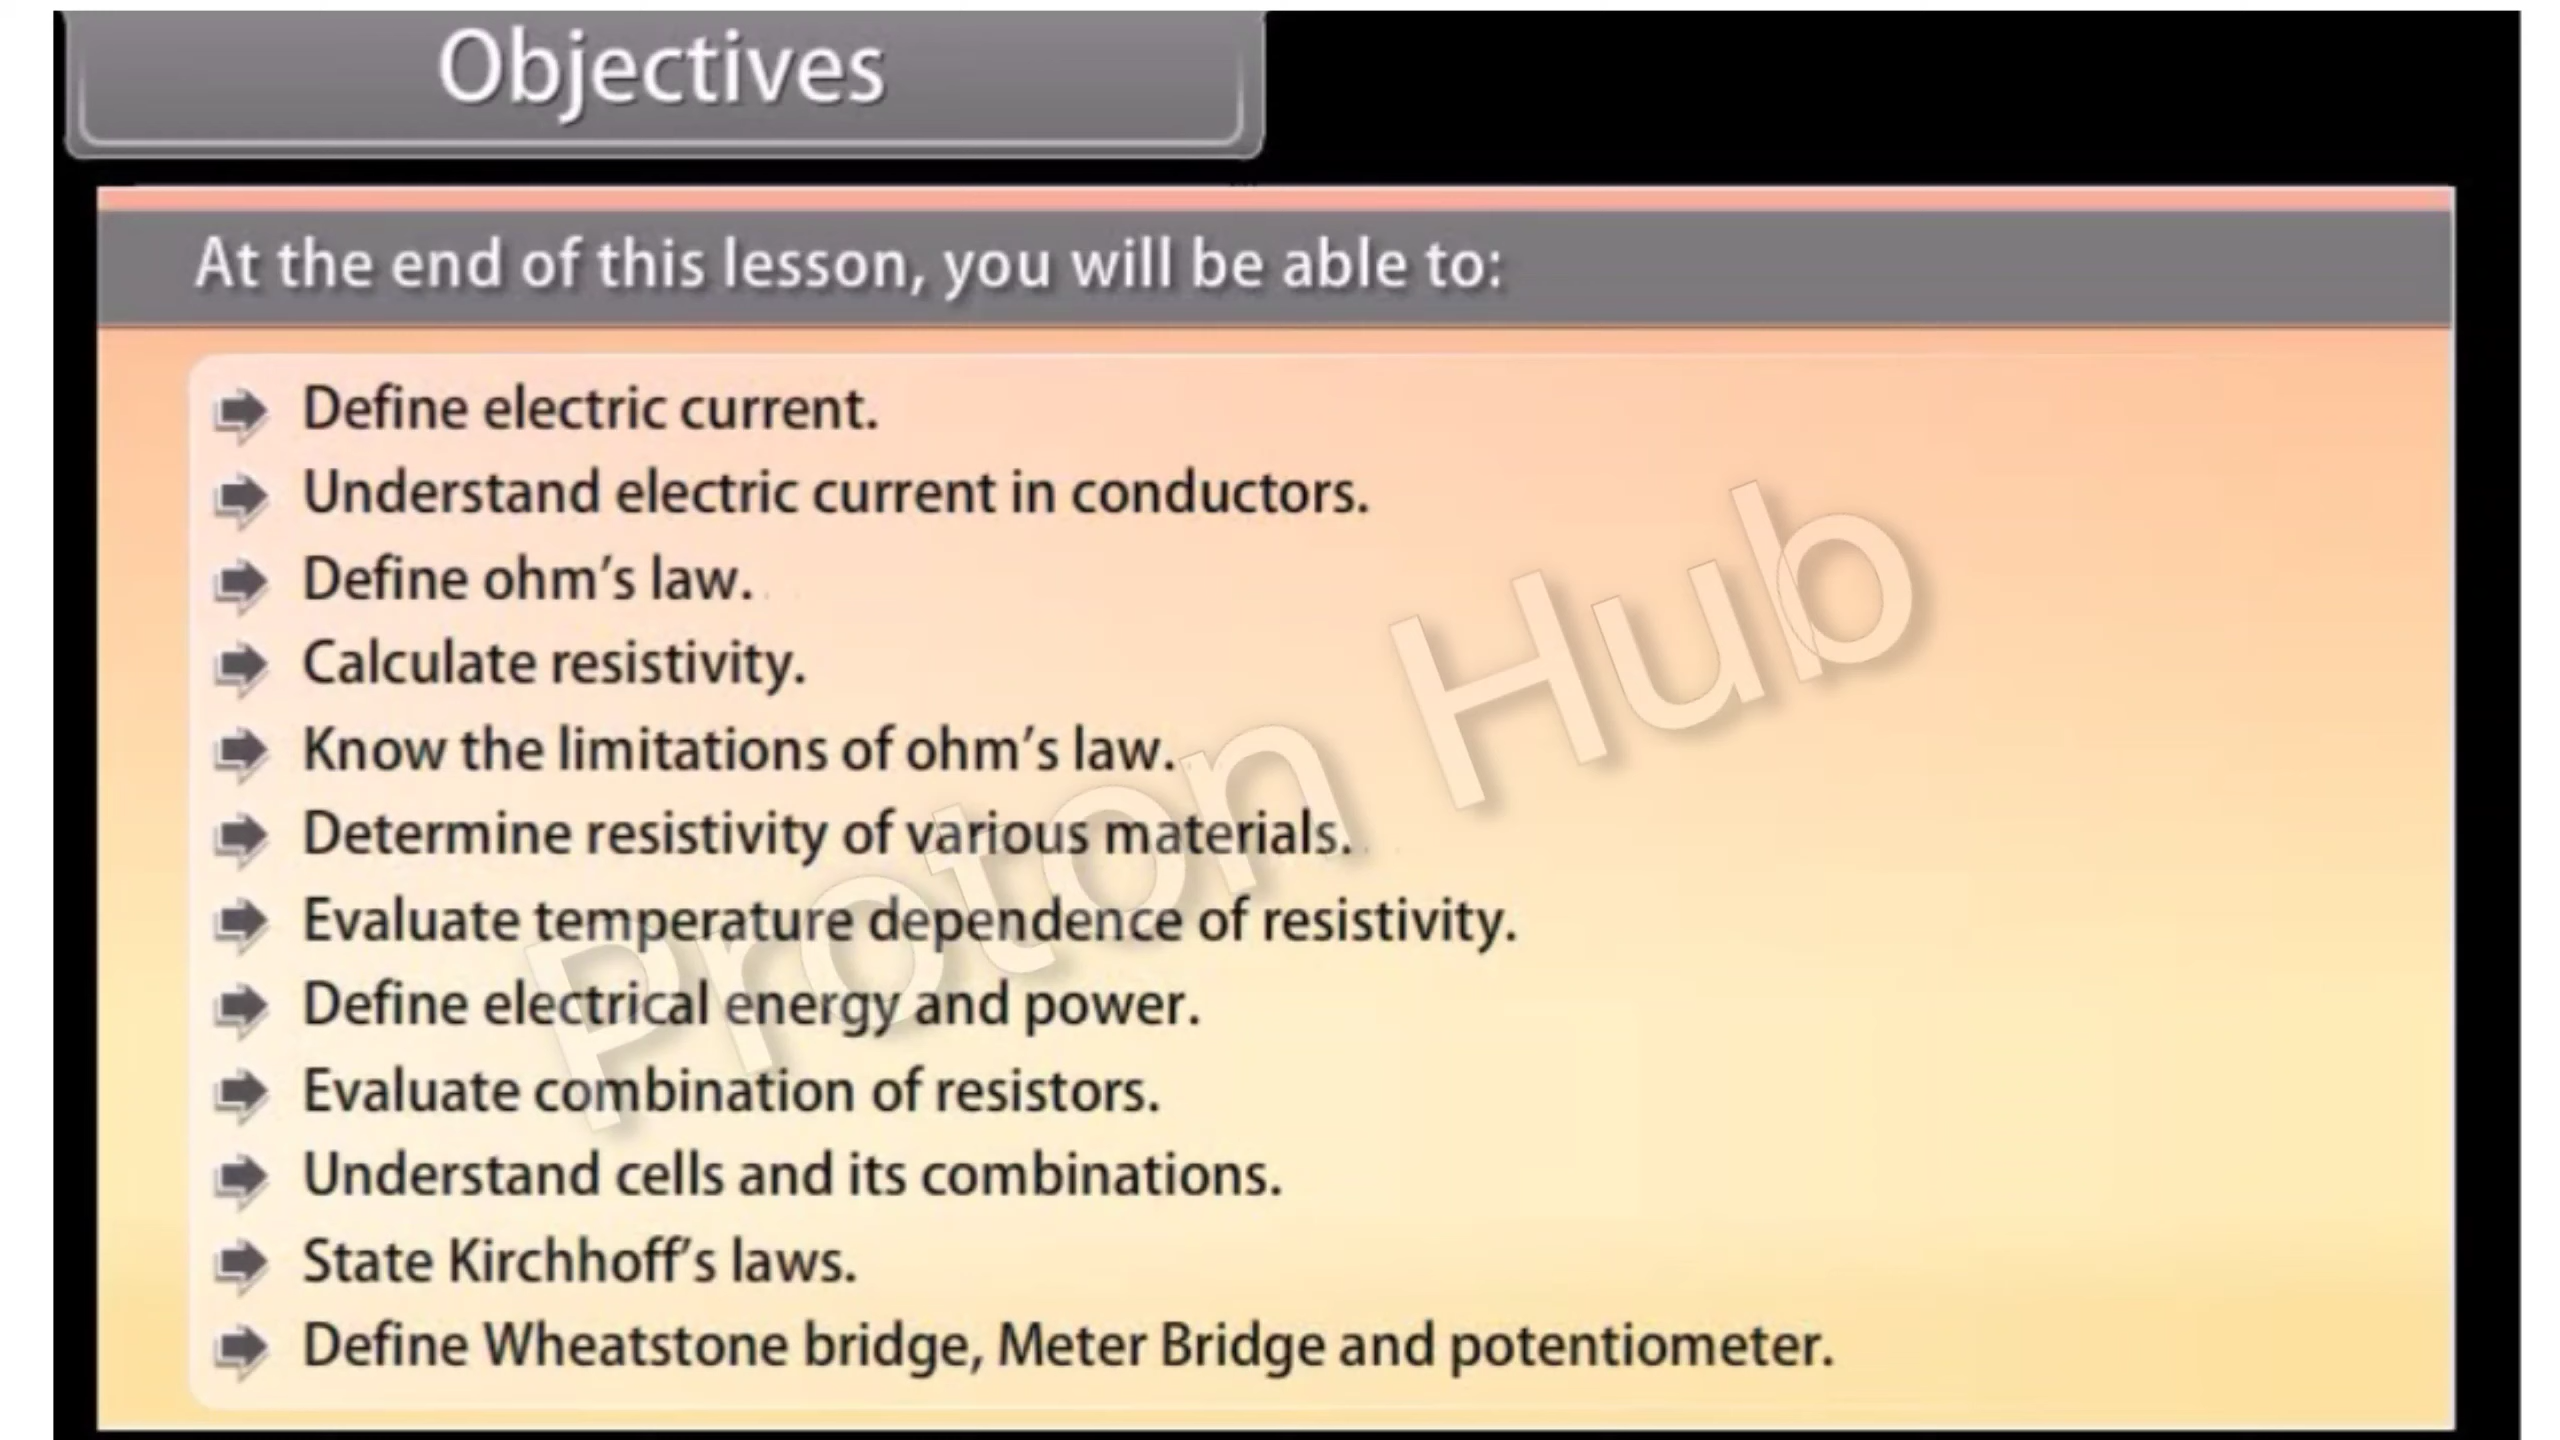 Objectives
At the end of this lesson, you will be able to:
Define electric current.
Understand electric current in conductors.
Define ohm's law.
Calculate resistivity.
Know the limitations of ohm's law.
Determine resistivity of various materials.
Evaluate temperature dependence of resistivity.
Define electrical energy and power.
Evaluate combination of resistors.
Understand cells and its combinations.
State Kirchhoff's laws.
Define Wheatstone bridge, Meter Bridge and potentiometer.
Proton Hub